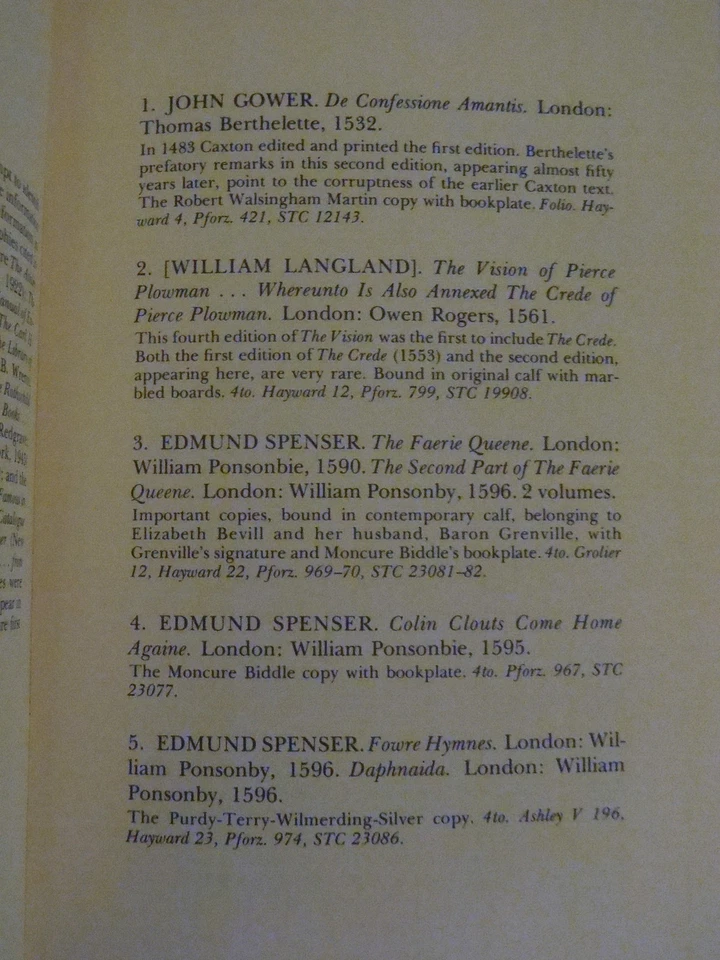 1. JOHN GOWER. De Confessione Amantis. London:
Thomas Berthelette, 1532.
In 1483 Caxton edited and printed the first edition. Berthelette's
prefatory remarks in this second edition, appearing almost fifty
years later, point to the corruptness of the earlier Caxton text.
The Robert Walsingham Martin copy with bookplate. Folio. Hay-
ward 4, Pforz. 421, STC 12143.
2. [WILLIAM LANGLAND]. The Vision of Pierce
Plowman . . . Whereunto Is Also Annexed The Crede of
Pierce Plowman. London: Owen Rogers, 1561.
This fourth edition of The Vision was the first to include The Crede.
Both the first edition of The Crede (1553) and the second edition,
appearing here, are very rare. Bound in original calf with mar-
bled boards. 4to. Hayward 12, Pforz. 799, STC 19908.
3. EDMUND SPENSER. The Faerie Queene. London:
William Ponsonbie, 1590. The Second Part of The Faerie
Queene. London: William Ponsonby, 1596. 2 volumes.
Important copies, bound in contemporary calf, belonging to
Elizabeth Bevill and her husband, Baron Grenville, with
Grenville's signature and Moncure Biddle's bookplate. 4to. Grolier
12, Hayward 22, Pforz. 969–70, STC 23081–82.
4. EDMUND SPENSER. Colin Clouts Come Home
Againe. London: William Ponsonbie, 1595.
The Moncure Biddle copy with bookplate. 4to. Pforz. 967, STC
23077.
5. EDMUND SPENSER. Fowre Hymnes. London: Wil-
liam Ponsonby, 1596. Daphnaida. London: William
Ponsonby, 1596.
The Purdy-Terry-Wilmerding-Silver copy. 4to. Ashley V 196,
Hayward 23, Pforz. 974, STC 23086.